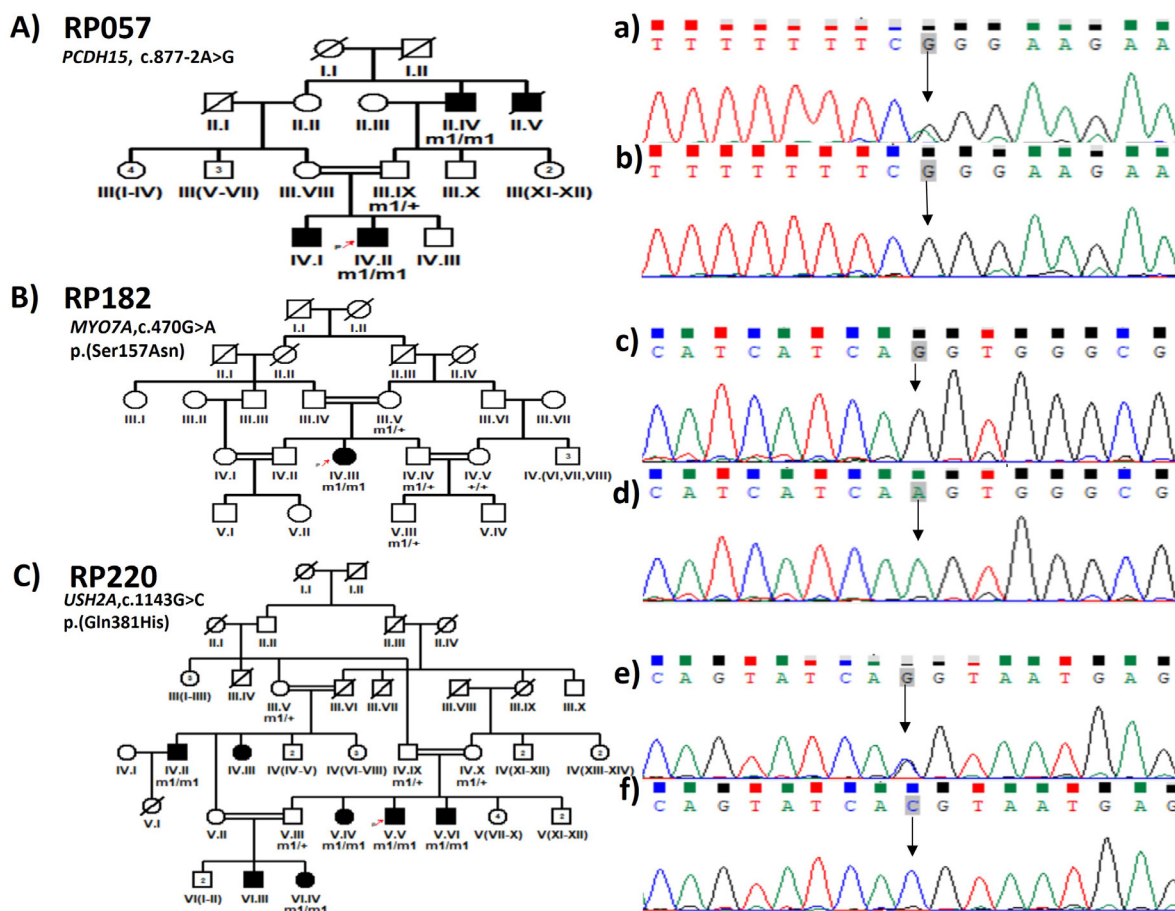 A) RP057
PCDH15, c.877-2A>G
I.I I.II
II.I II.II II.III II.IV II.V
m1/m1
4 3 2
III(I-IV) III(V-VII) III.VIII III.IX III.X III(XI-XII)
m1/+
P
IV.I IV.II IV.III
m1/m1
a)
T T T T T T T C G G G A A G A A
b)
T T T T T T T C G G G A A G A A
B) RP182
MYO7A,c.470G>A
p.(Ser157Asn)
I.I I.II
II.I II.II II.III II.IV
III.I III.II III.III III.IV III.V III.VI III.VII
m1/+
P 3
IV.I IV.II IV.III IV.IV IV.V IV.(VI,VII,VIII)
m1/m1 m1/+ +/+
V.I V.II V.III V.IV
m1/+
c)
C A T C A T C A G G T G G G C G
d)
C A T C A T C A A G T G G G C G
C) RP220
USH2A,c.1143G>C
p.(Gln381His)
I.I I.II
II.I II.II II.III II.IV
3
III(I-IIII) III.IV III.V III.VI III.VII III.VIII III.IX III.X
m1/+
2 3 2 2
IV.I IV.II IV.III IV(IV-V) IV(VI-VIII) IV.IX IV.X IV(XI-XII) IV(XIII-XIV)
m1/m1 m1/+ m1/+
V.I
P 4 2
V.II V.III V.IV V.V V.VI V(VII-X) V(XI-XII)
m1/+ m1/m1 m1/m1 m1/m1
2
VI(I-II) VI.III VI.IV
m1/m1
e)
C A G T A T C A G G T A A T G A G
f)
C A G T A T C A C G T A A T G A G